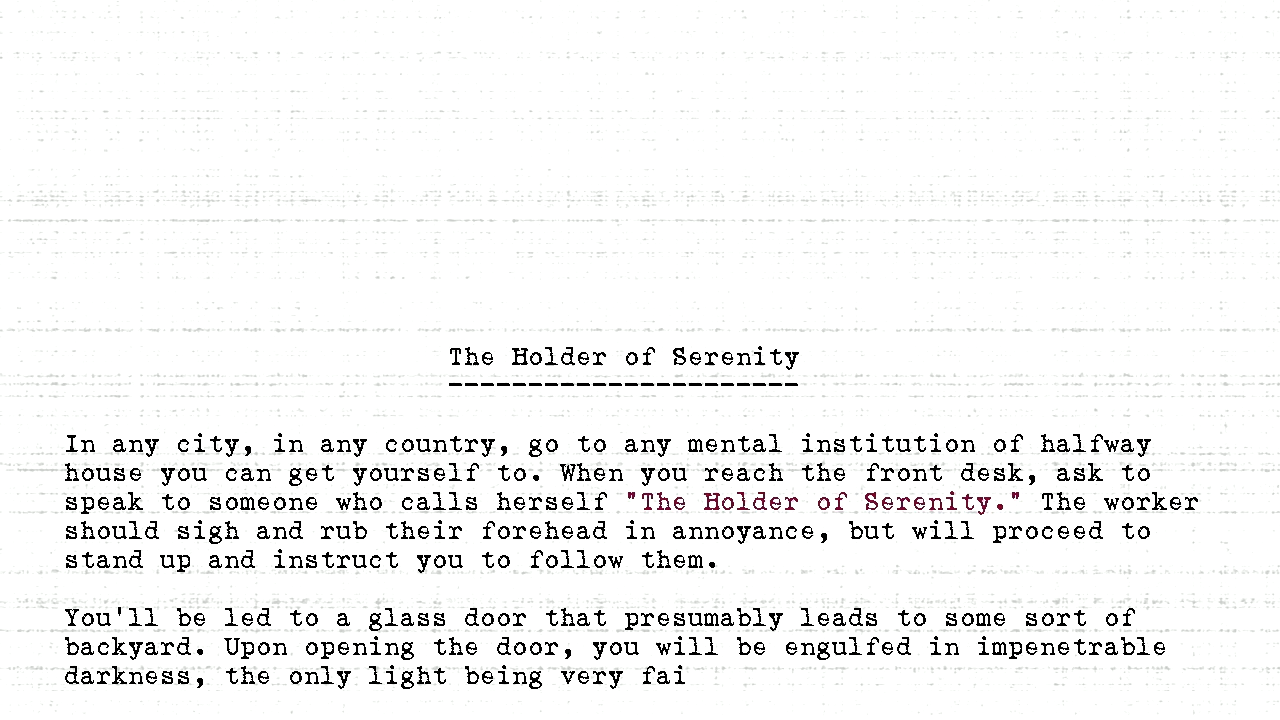 The Holder of Serenity
----------------------
In any city, in any country, go to any mental institution of halfway
house you can get yourself to. When you reach the front desk, ask to
speak to someone who calls herself "The Holder of Serenity." The worker
should sigh and rub their forehead in annoyance, but will proceed to
stand up and instruct you to follow them.
You'll be led to a glass door that presumably leads to some sort of
backyard. Upon opening the door, you will be engulfed in impenetrable
darkness, the only light being very fai